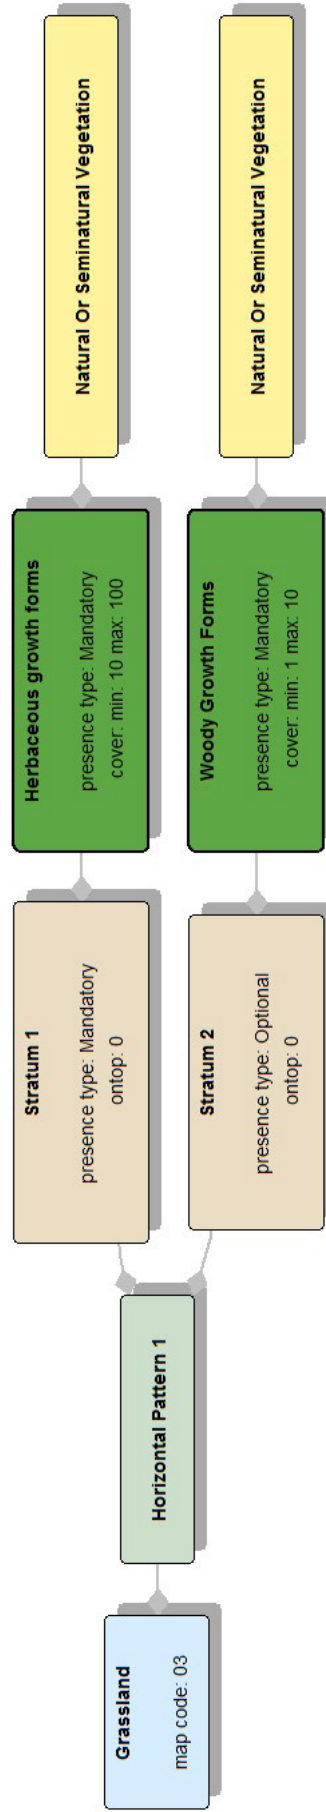 Grassland
map code: 03
Horizontal Pattern 1
Stratum 1
presence type: Mandatory
ontop: 0
Herbaceous growth forms
presence type: Mandatory
cover: min: 10 max: 100
Natural Or Seminatural Vegetation
Stratum 2
presence type: Optional
ontop: 0
Woody Growth Forms
presence type: Mandatory
cover: min: 1 max: 10
Natural Or Seminatural Vegetation